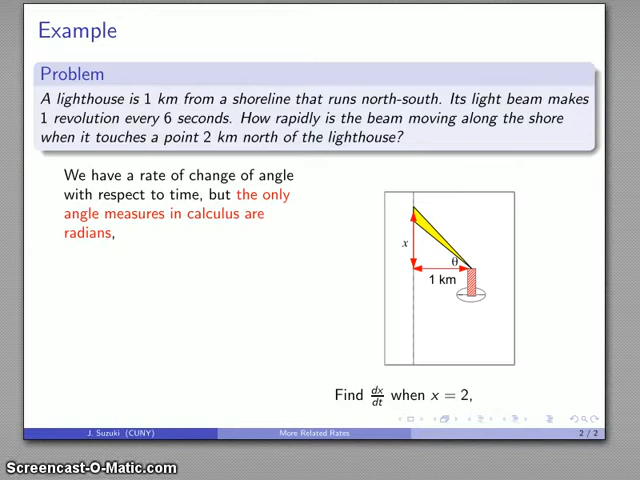 Example
Problem
A lighthouse is 1 km from a shoreline that runs north-south. Its light beam makes
1 revolution every 6 seconds. How rapidly is the beam moving along the shore
when it touches a point 2 km north of the lighthouse?
We have a rate of change of angle
with respect to time, but the only
angle measures in calculus are
radians,
x
θ
1 km
Find dx/dt when x = 2,
J. Suzuki (CUNY)
More Related Rates
2 / 2
Screencast-O-Matic.com